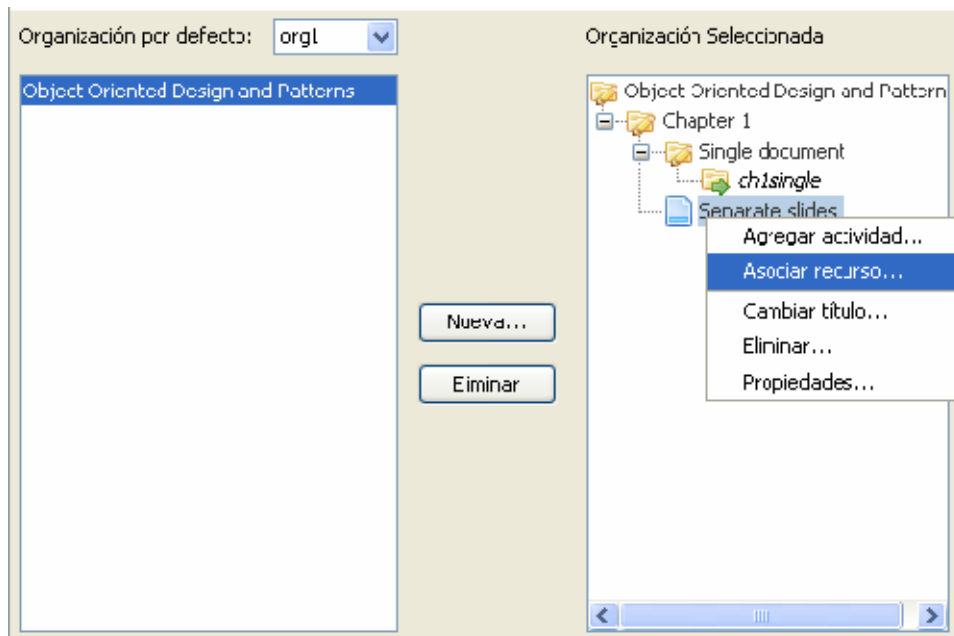 Organización por defecto: org1
Organización Seleccionada
Object Oriented Design and Patterns
Object Oriented Design and Pattern
Chapter 1
Single document
ch1single
Separate slides
Agregar actividad...
Asociar recurso...
Cambiar título...
Eliminar...
Propiedades...
Nueva...
Eliminar